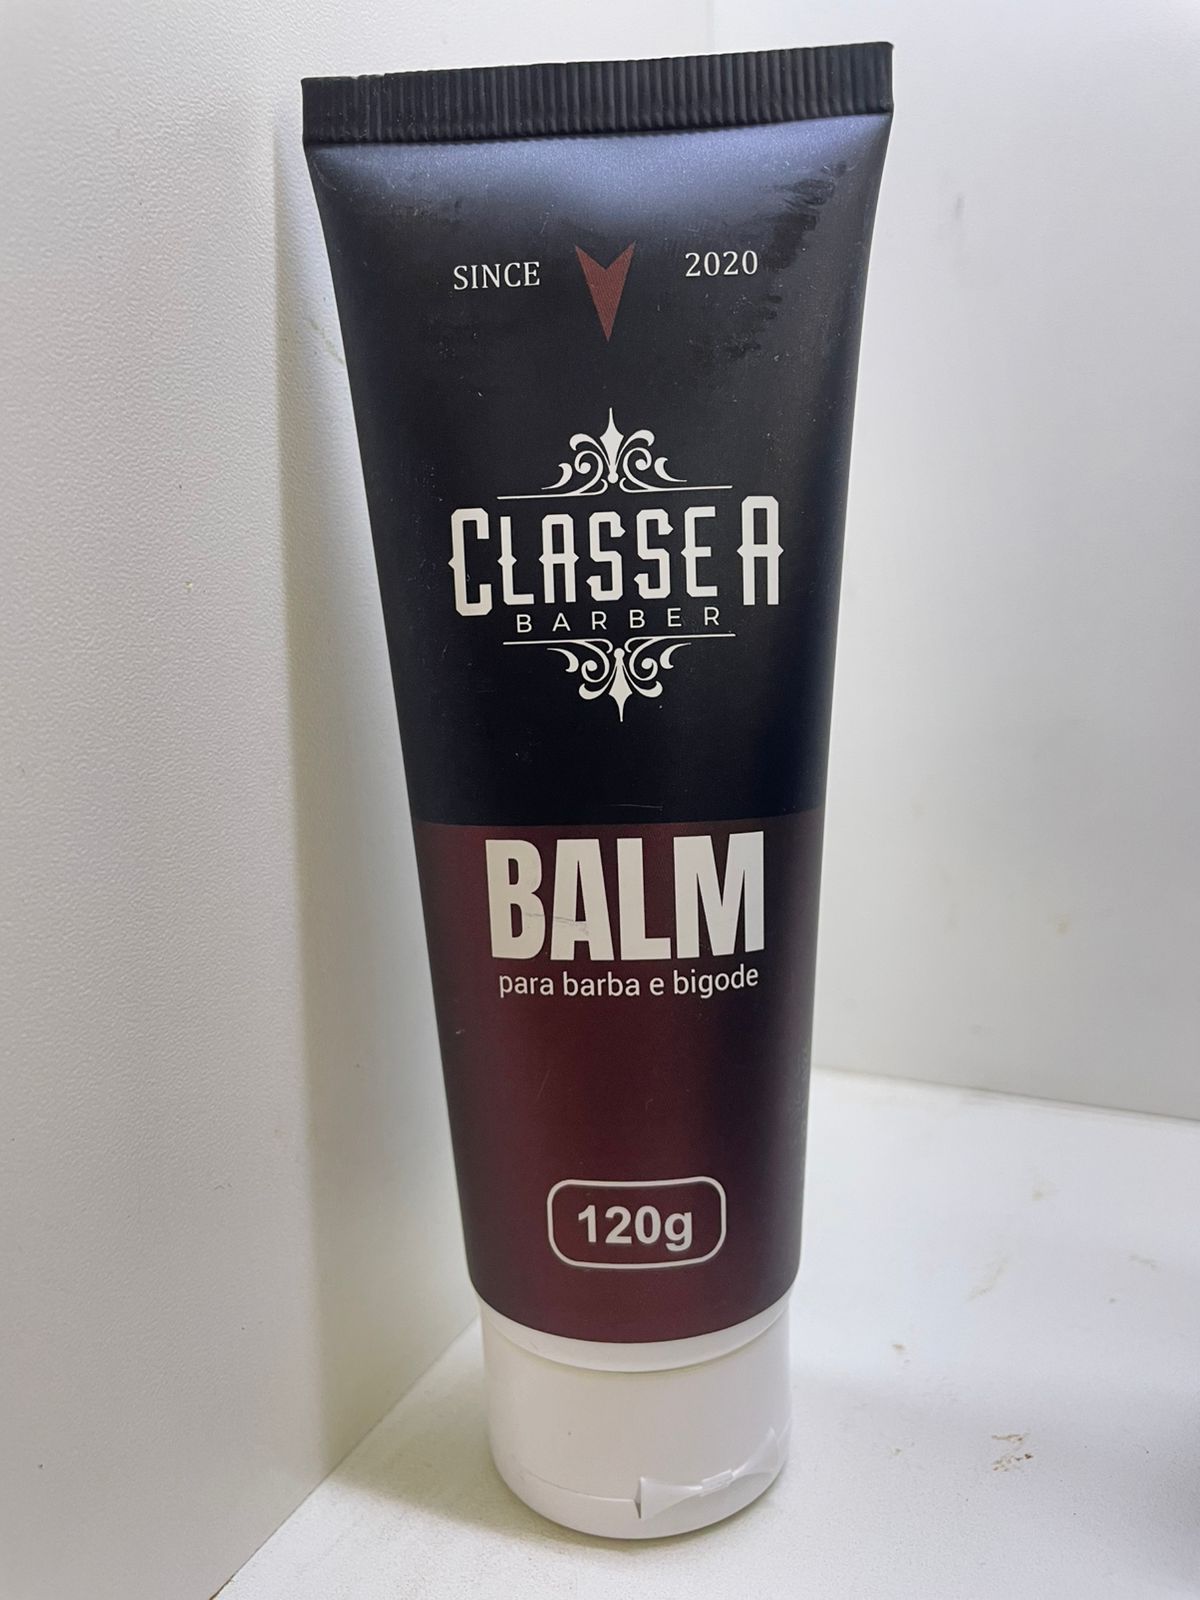 SINCE 2020
CLASSE A
BARBER
BALM
para barba e bigode
120g